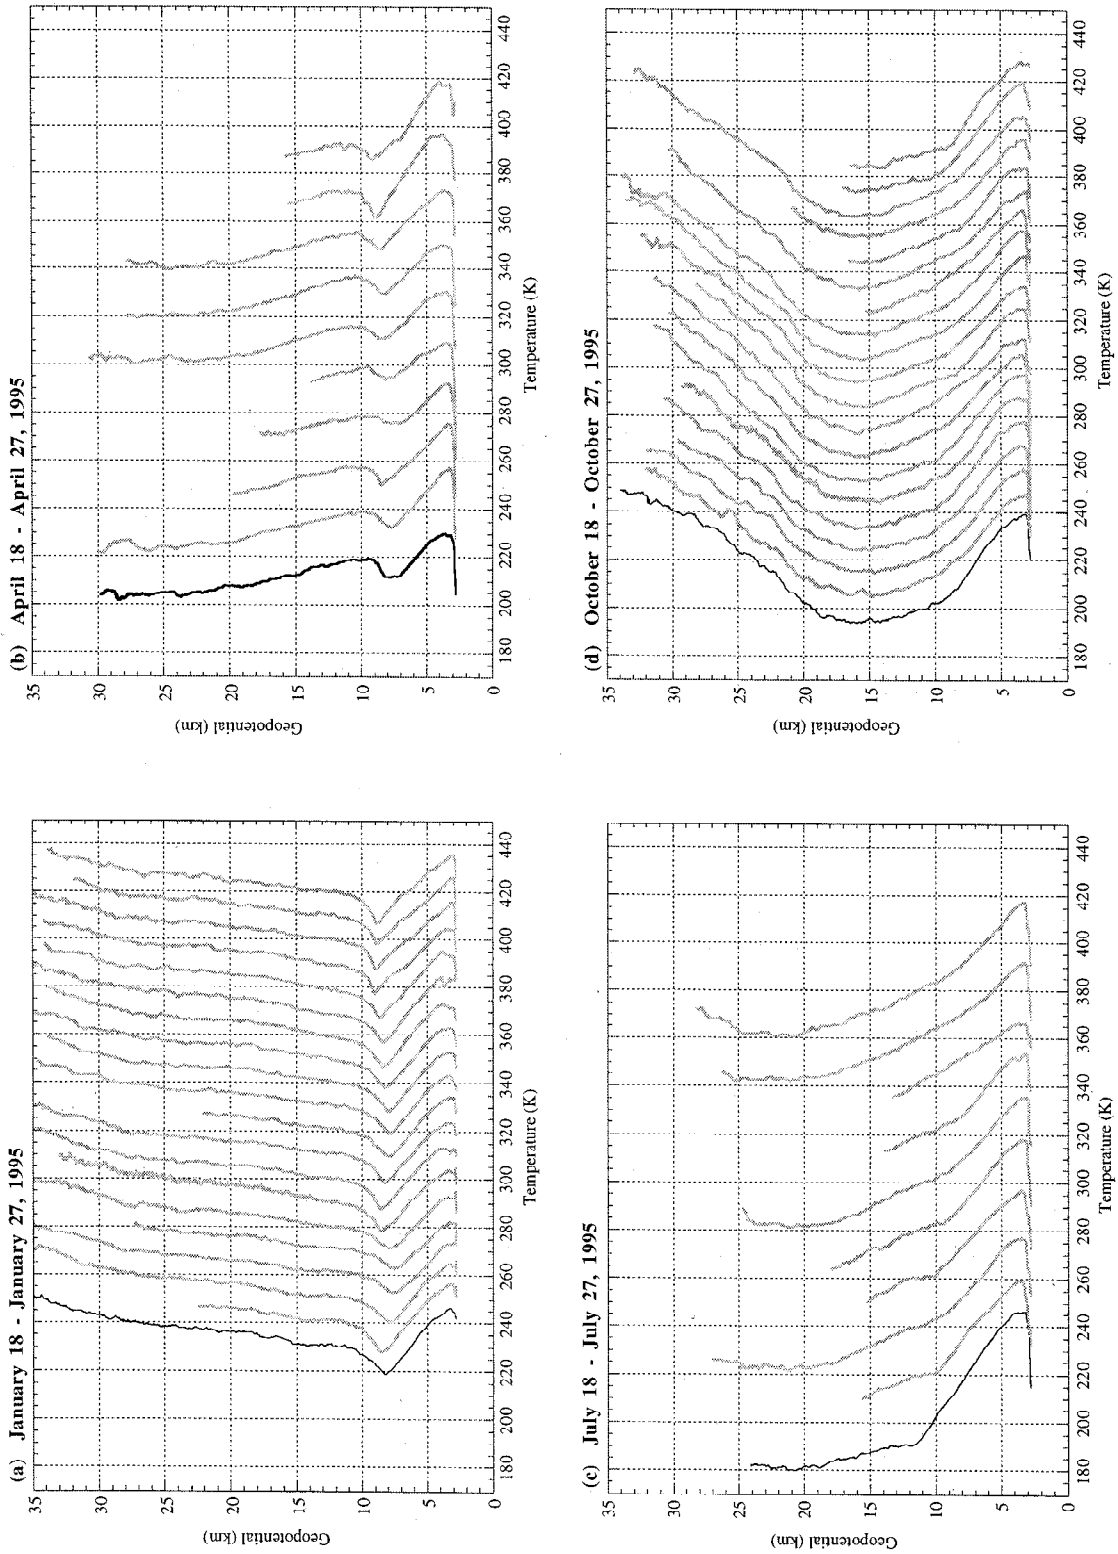 (a) January 18 - January 27, 1995
35
30
25
20
15
10
5
0
Geopotential (km)
180 200 220 240 260 280 300 320 340 360 380 400 420 440
Temperature (K)
(b) April 18 - April 27, 1995
35
30
25
20
15
10
5
0
Geopotential (km)
180 200 220 240 260 280 300 320 340 360 380 400 420 440
Temperature (K)
(c) July 18 - July 27, 1995
35
30
25
20
15
10
5
0
Geopotential (km)
180 200 220 240 260 280 300 320 340 360 380 400 420 440
Temperature (K)
(d) October 18 - October 27, 1995
35
30
25
20
15
10
5
0
Geopotential (km)
180 200 220 240 260 280 300 320 340 360 380 400 420 440
Temperature (K)